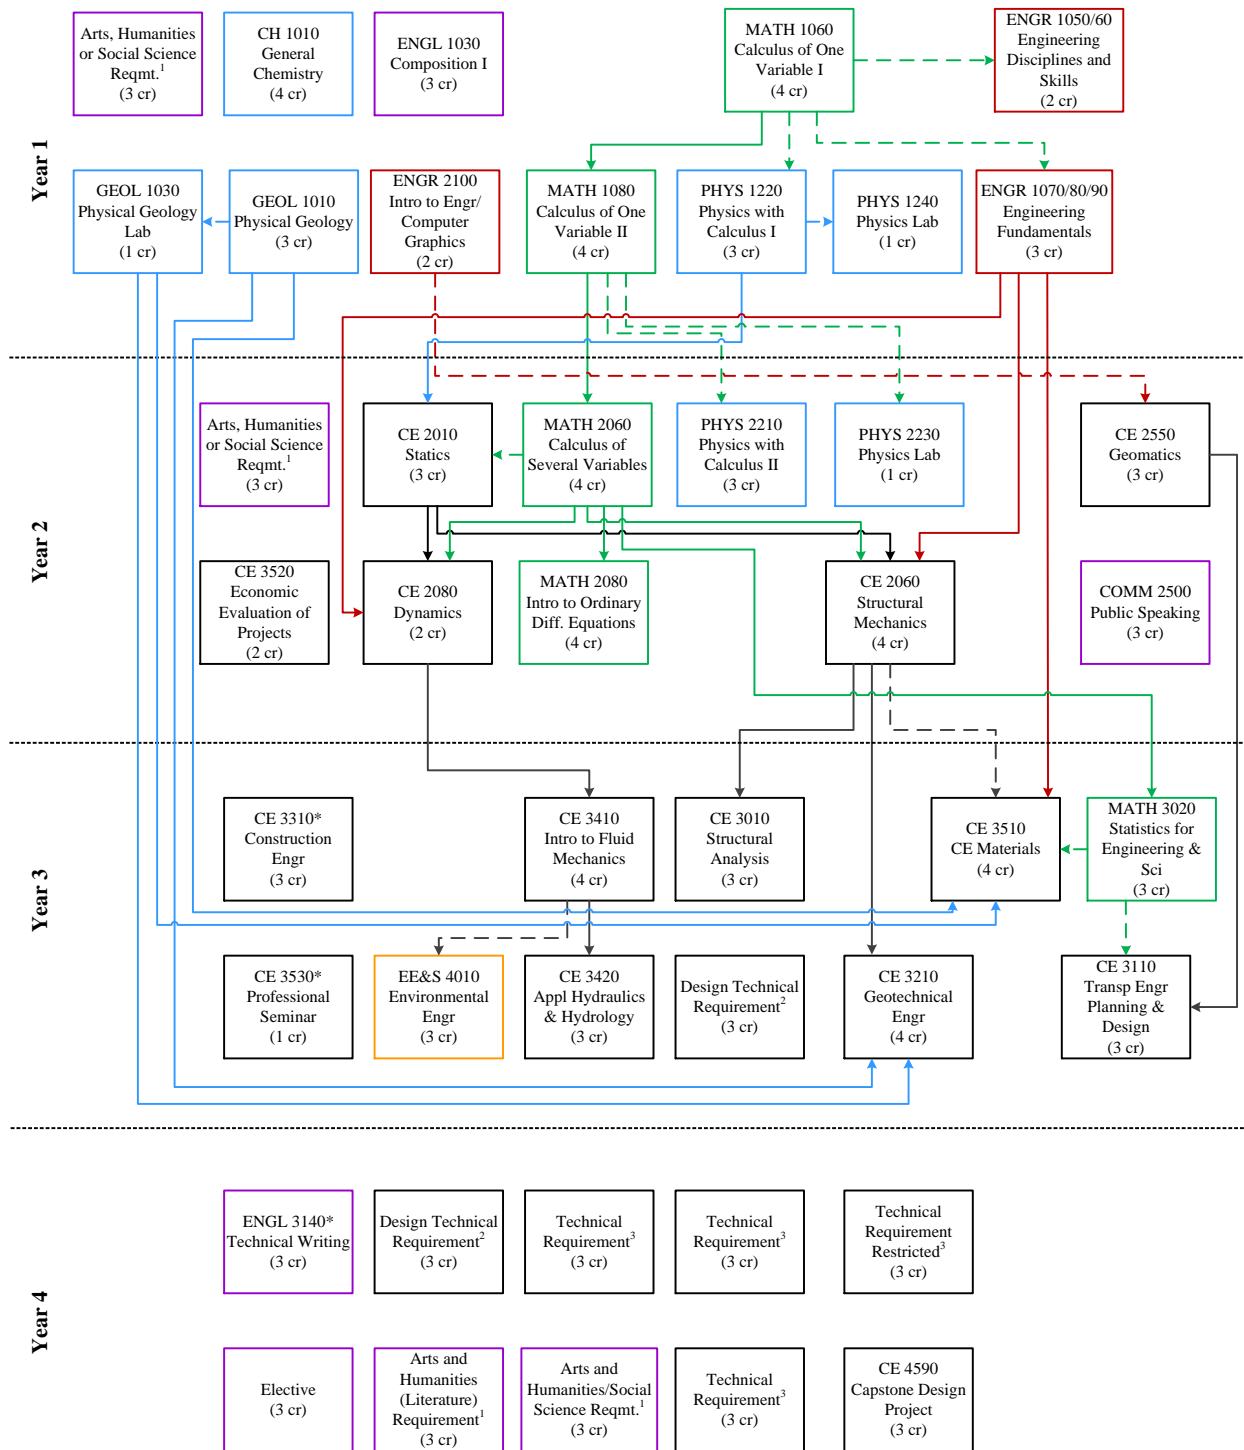 Year 1
Arts, Humanities
or Social Science
Reqmt.1
(3 cr)
CH 1010
General
Chemistry
(4 cr)
ENGL 1030
Composition I
(3 cr)
MATH 1060
Calculus of One
Variable I
(4 cr)
ENGR 1050/60
Engineering
Disciplines and
Skills
(2 cr)
GEOL 1030
Physical Geology
Lab
(1 cr)
GEOL 1010
Physical Geology
(3 cr)
ENGR 2100
Intro to Engr/
Computer
Graphics
(2 cr)
MATH 1080
Calculus of One
Variable II
(4 cr)
PHYS 1220
Physics with
Calculus I
(3 cr)
PHYS 1240
Physics Lab
(1 cr)
ENGR 1070/80/90
Engineering
Fundamentals
(3 cr)
Year 2
Arts, Humanities
or Social Science
Reqmt.1
(3 cr)
CE 2010
Statics
(3 cr)
MATH 2060
Calculus of
Several Variables
(4 cr)
PHYS 2210
Physics with
Calculus II
(3 cr)
PHYS 2230
Physics Lab
(1 cr)
CE 2550
Geomatics
(3 cr)
CE 3520
Economic
Evaluation of
Projects
(2 cr)
CE 2080
Dynamics
(2 cr)
MATH 2080
Intro to Ordinary
Diff. Equations
(4 cr)
CE 2060
Structural
Mechanics
(4 cr)
COMM 2500
Public Speaking
(3 cr)
Year 3
CE 3310*
Construction
Engr
(3 cr)
CE 3410
Intro to Fluid
Mechanics
(4 cr)
CE 3010
Structural
Analysis
(3 cr)
CE 3510
CE Materials
(4 cr)
MATH 3020
Statistics for
Engineering &
Sci
(3 cr)
CE 3530*
Professional
Seminar
(1 cr)
EE&S 4010
Environmental
Engr
(3 cr)
CE 3420
Appl Hydraulics
& Hydrology
(3 cr)
Design Technical
Requirement2
(3 cr)
CE 3210
Geotechnical
Engr
(4 cr)
CE 3110
Transp Engr
Planning &
Design
(3 cr)
Year 4
ENGL 3140*
Technical Writing
(3 cr)
Design Technical
Requirement2
(3 cr)
Technical
Requirement3
(3 cr)
Technical
Requirement3
(3 cr)
Technical
Requirement
Restricted3
(3 cr)
Elective
(3 cr)
Arts and
Humanities
(Literature)
Requirement1
(3 cr)
Arts and
Humanities/Social
Science Reqmt.1
(3 cr)
Technical
Requirement3
(3 cr)
CE 4590
Capstone Design
Project
(3 cr)